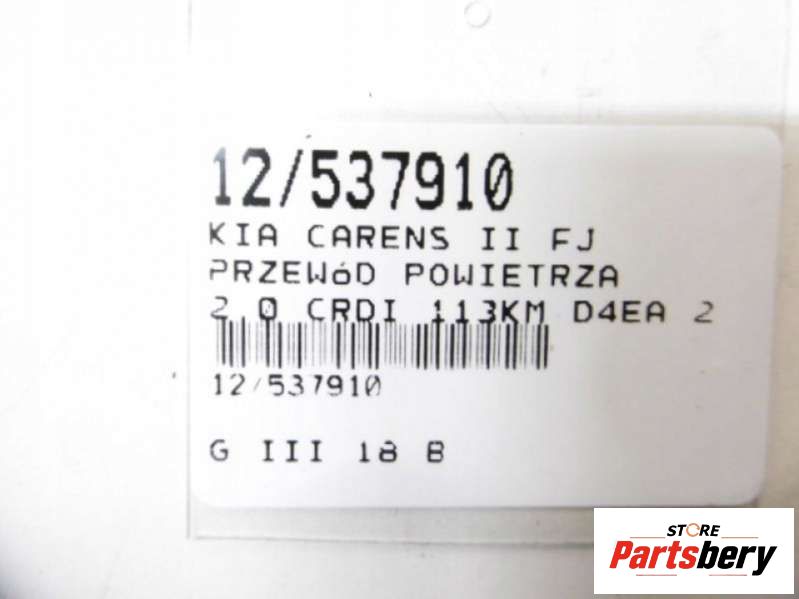 12/537910
KIA CARENS II FJ
PRZEWóD POWIETRZA
2.0 CRDI 113KM D4EA 2
12/537910
G III 18 B
STORE
Partsbery